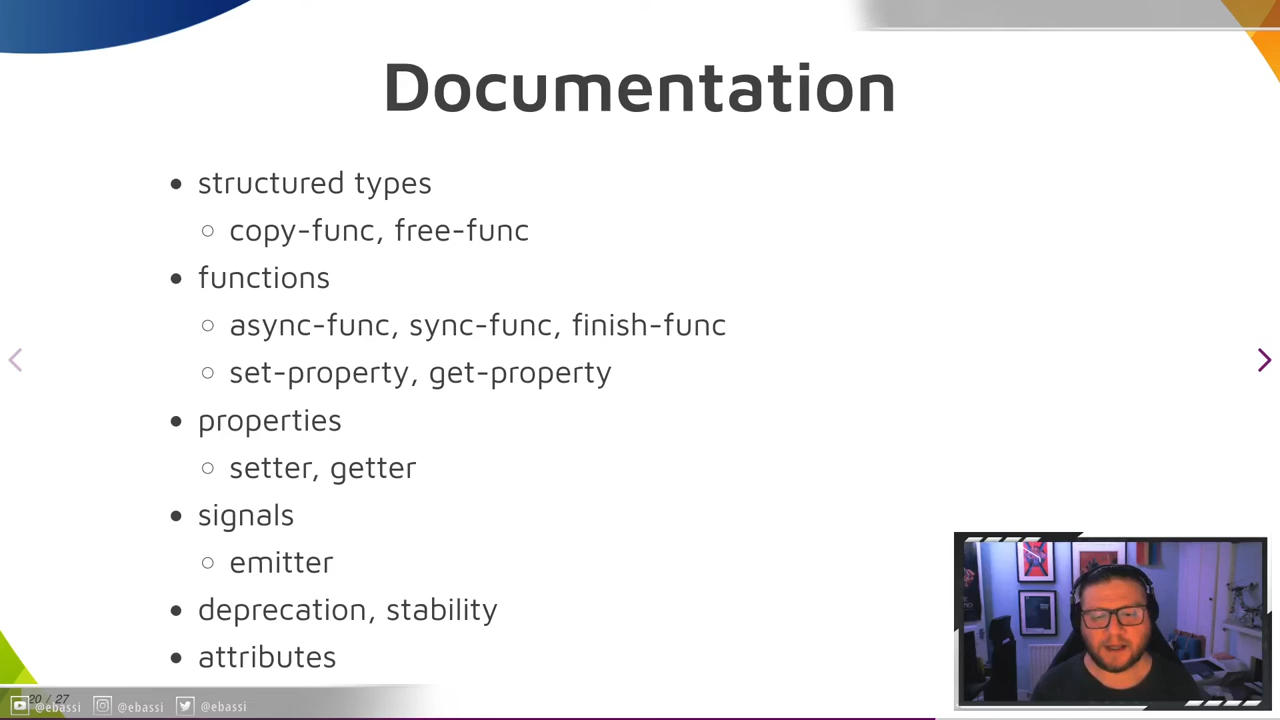 Documentation
structured types
copy-func, free-func
functions
async-func, sync-func, finish-func
set-property, get-property
properties
setter, getter
signals
emitter
deprecation, stability
attributes
20 / 27
@ebassi @ebassi @ebassi